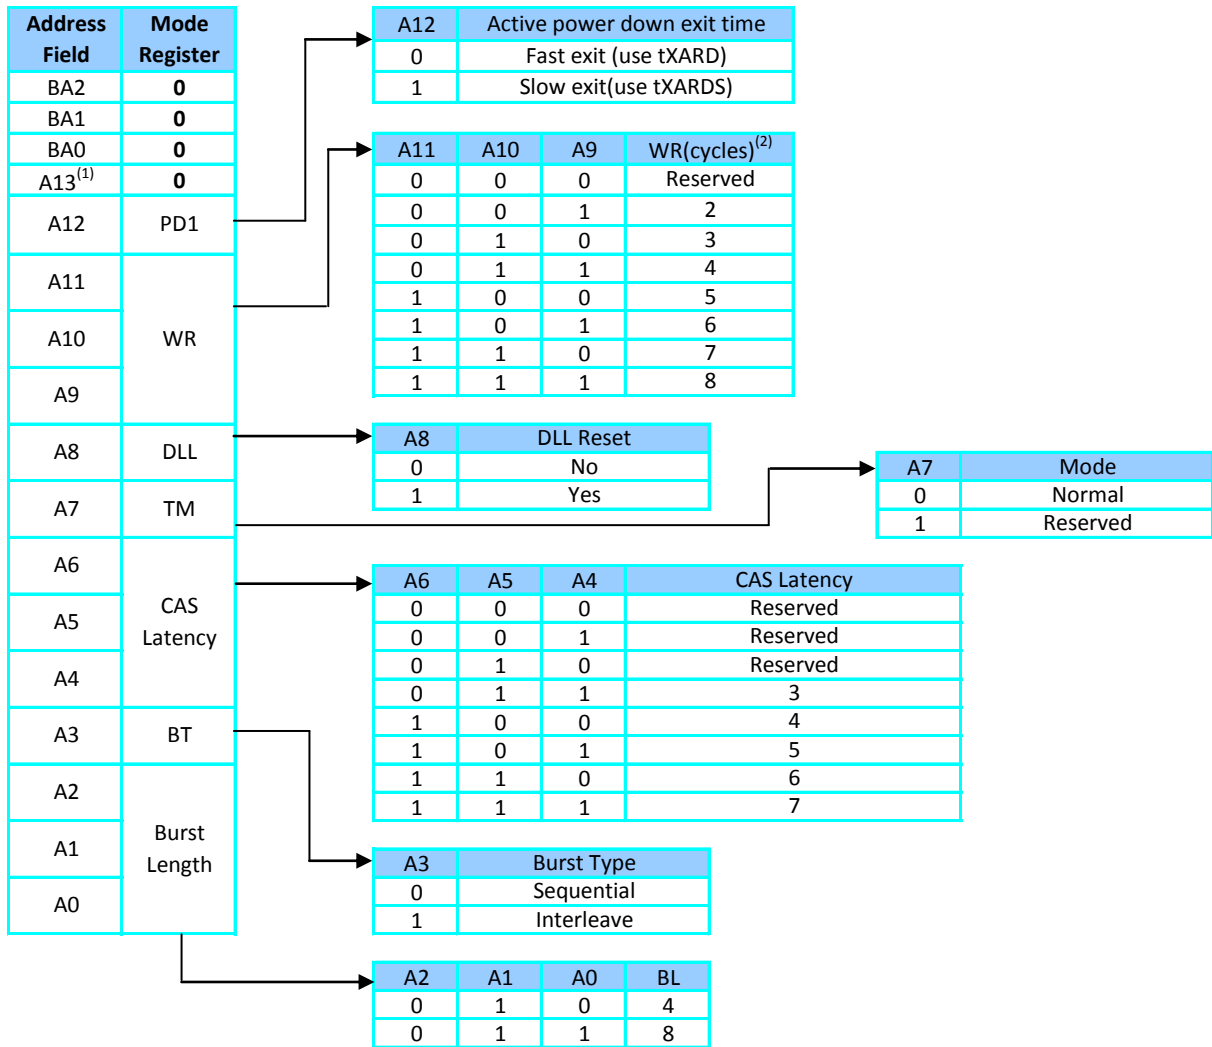 Address Field Mode Register
BA2 0
BA1 0
BA0 0
A13(1) 0
A12 PD1
A11
A10 WR
A9
A8 DLL
A7 TM
A6
A5 CAS Latency
A4
A3 BT
A2
A1 Burst Length
A0
A12 Active power down exit time
0 Fast exit (use tXARD)
1 Slow exit(use tXARDS)
A11 A10 A9 WR(cycles)(2)
0 0 0 Reserved
0 0 1 2
0 1 0 3
0 1 1 4
1 0 0 5
1 0 1 6
1 1 0 7
1 1 1 8
A8 DLL Reset
0 No
1 Yes
A7 Mode
0 Normal
1 Reserved
A6 A5 A4 CAS Latency
0 0 0 Reserved
0 0 1 Reserved
0 1 0 Reserved
0 1 1 3
1 0 0 4
1 0 1 5
1 1 0 6
1 1 1 7
A3 Burst Type
0 Sequential
1 Interleave
A2 A1 A0 BL
0 1 0 4
0 1 1 8